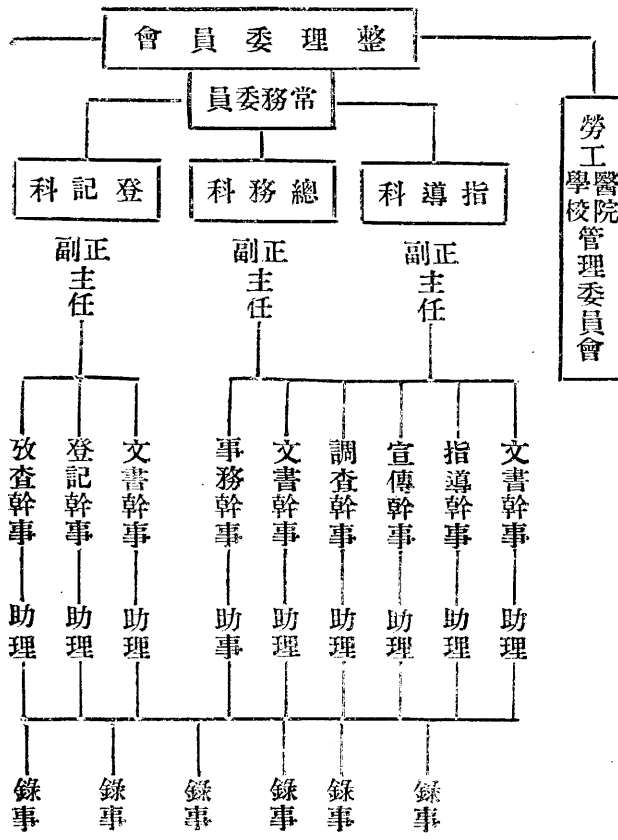 整理委員會
常務委員
勞工醫院學校管理委員會
指導科
總務科
登記科
正副主任
正副主任
正副主任
文書幹事
指導幹事
宣傳幹事
調查幹事
文書幹事
事務幹事
文書幹事
登記幹事
攷查幹事
助理
助理
助理
助理
助理
助事
助理
助理
助理
錄事
錄事
錄事
錄事
錄事
錄事